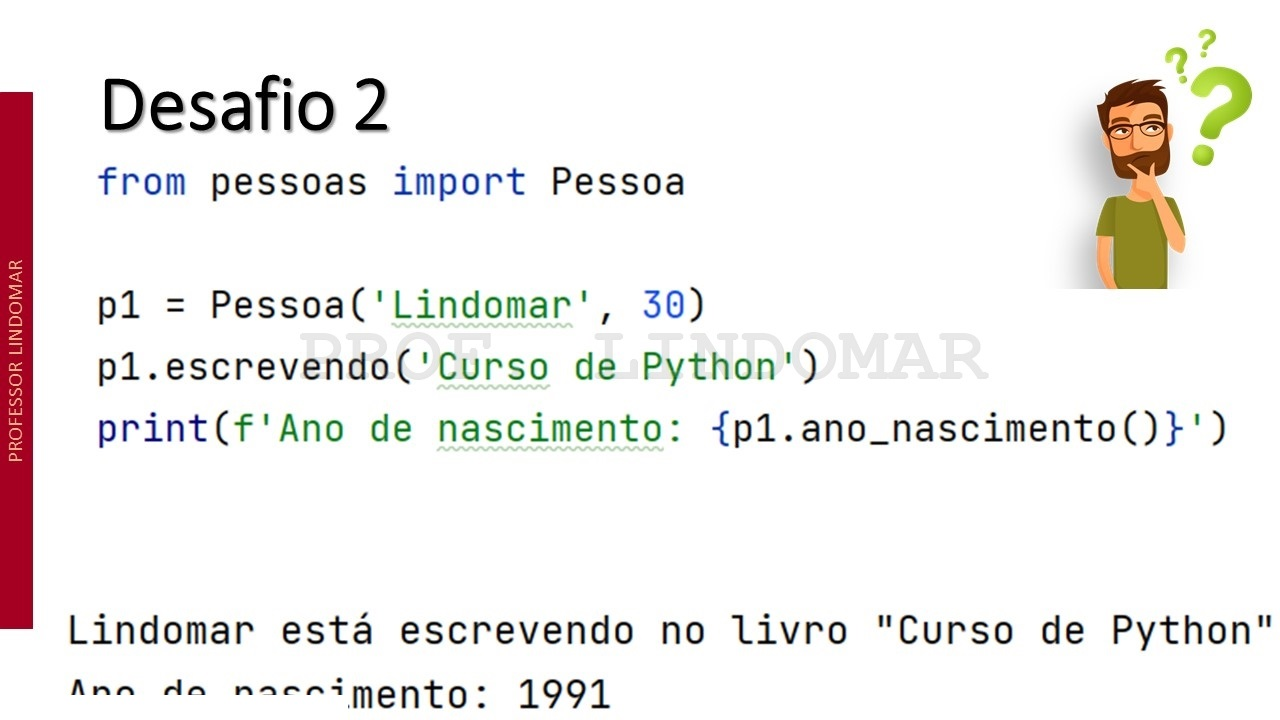 Desafio 2
from pessoas import Pessoa
p1 = Pessoa('Lindomar', 30)
p1.escrevendo('Curso de Python')
print(f'Ano de nascimento: {p1.ano_nascimento()}')
Lindomar está escrevendo no livro "Curso de Python"
Ano de nascimento: 1991
PROFESSOR LINDOMAR
PROF. LINDOMAR